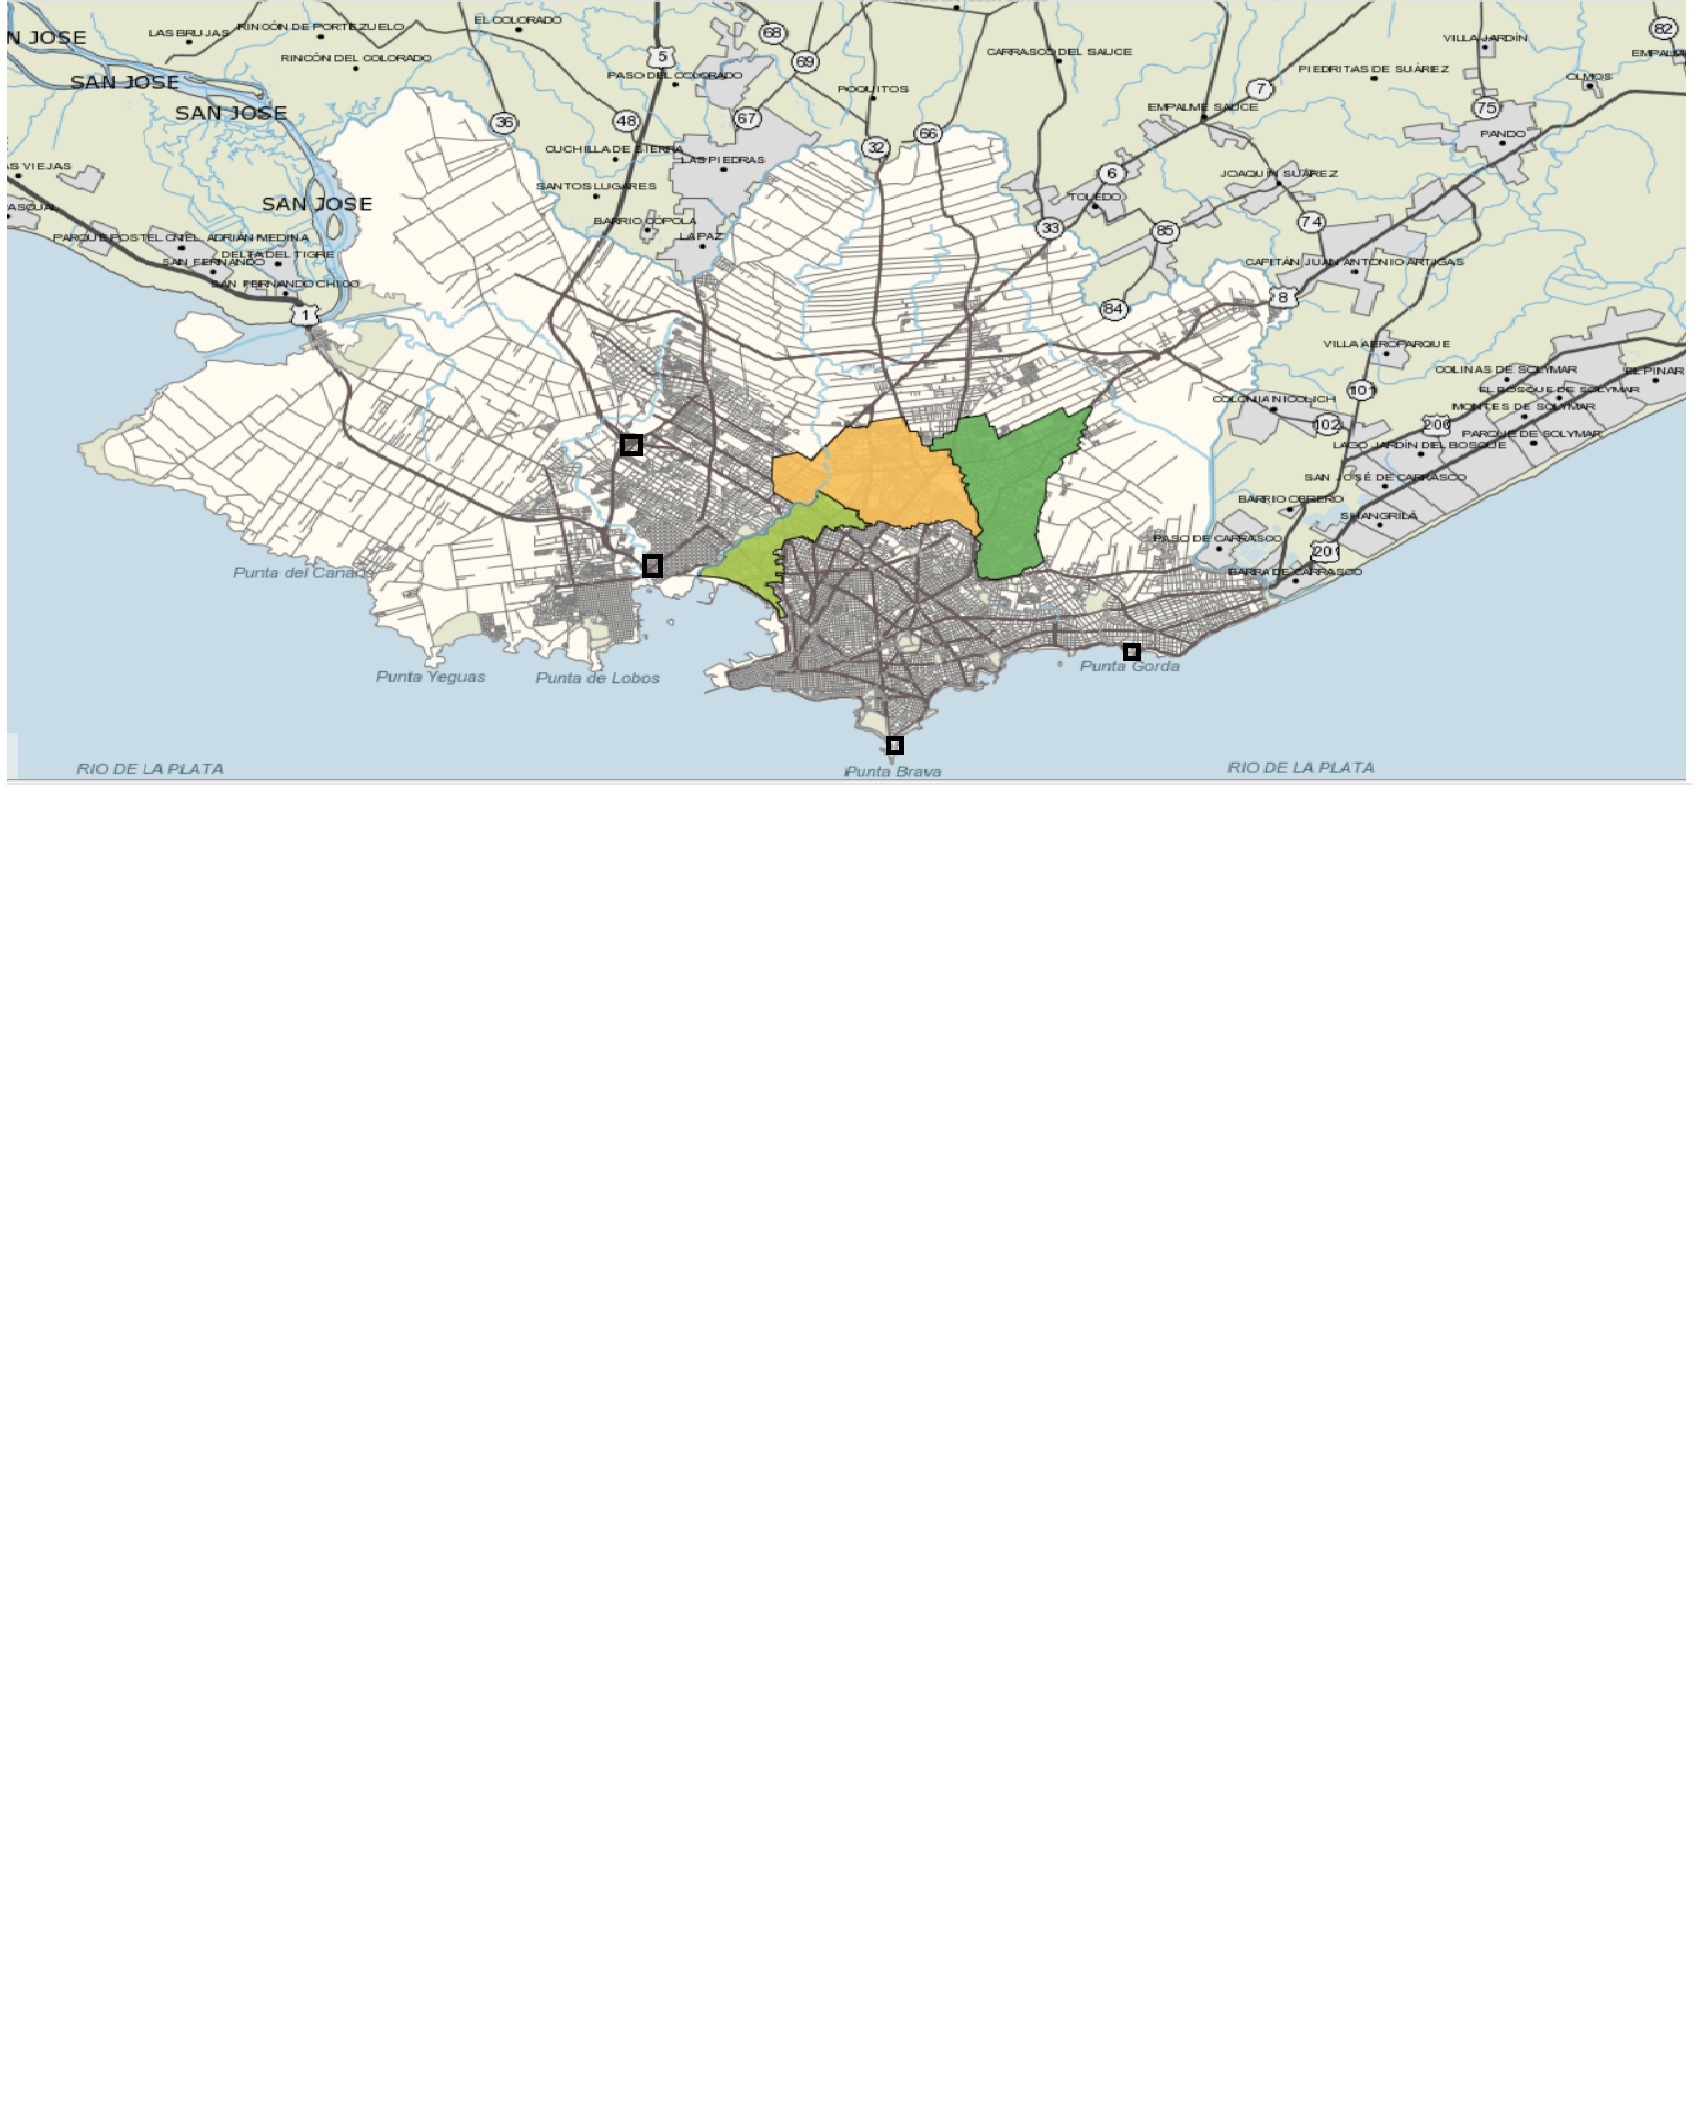 EL COLORADO
RINCÓN DE PORTEZUELO
68
82
LAS BRUJAS
N JOSE
VILLA JARDÍN
RINCÓN DEL COLORADO
5
69
CARRASCO DEL SAUCE
PIEDRITAS DE SUÁREZ
SAN JOSE
PASO DEL COLORADO
OLMOS
POQUITOS
7
SAN JOSE
EMPALME SAUCE
75
36
48
67
66
PANDO
CUCHILLA DE SIERRA
32
LAS PIEDRAS
6
JOAQUÍN SUÁREZ
SANTOS LUGARES
TOLEDO
SAN JOSE
BARRIO CÓPOLA
33
85
74
PARQUE POSTEL CNEL ADRIÁN MEDINA
LA PAZ
DELTA DEL TIGRE
SAN FERNANDO
CAPITÁN JUAN ANTONIO ARTIGAS
SAN FERNANDO CHICO
8
1
84
VILLA AEROPARQUE
COLINAS DE SOLYMAR
EL PINAR
101
EL BOSQUE DE SOLYMAR
COLONIA NICOLICH
MONTES DE SOLYMAR
102
200
PARQUE DE SOLYMAR
LAGO JARDÍN DEL BOSQUE
SAN JOSÉ DE CARRASCO
BARRIO OBRERO
SHANGRILÁ
PASO DE CARRASCO
201
Punta del Canario
BARRA DE CARRASCO
Punta Yeguas
Punta de Lobos
Punta Gorda
RIO DE LA PLATA
Punta Brava
RIO DE LA PLATA